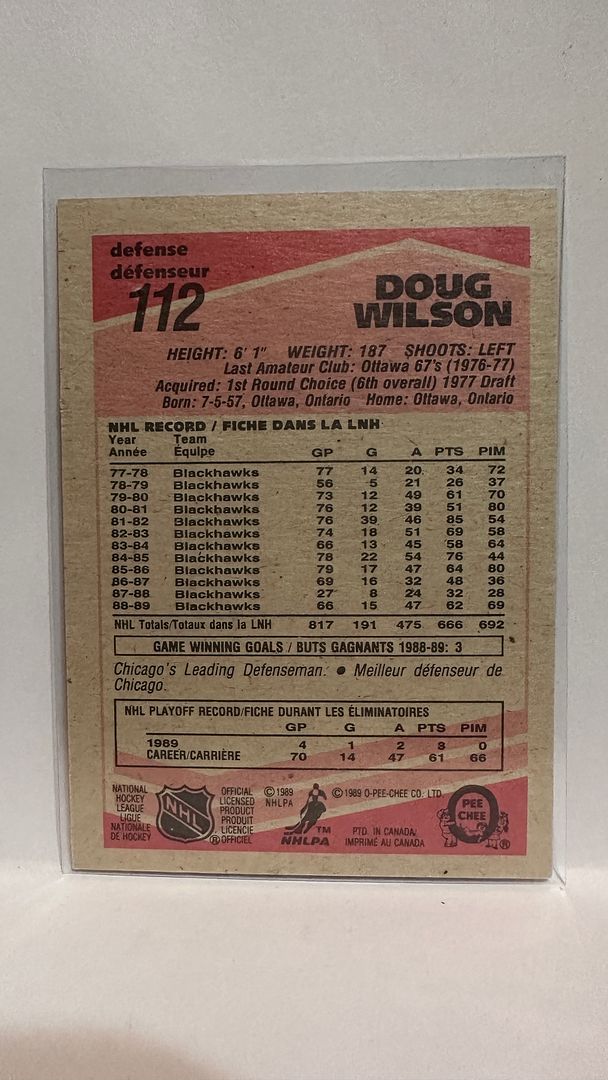 defense
défenseur
112
DOUG
WILSON
HEIGHT: 6' 1" WEIGHT: 187 SHOOTS: LEFT
Last Amateur Club: Ottawa 67's (1976-77)
Acquired: 1st Round Choice (6th overall) 1977 Draft
Born: 7-5-57, Ottawa, Ontario Home: Ottawa, Ontario
NHL RECORD / FICHE DANS LA LNH
Year Team
Année Équipe GP G A PTS PIM
77-78 Blackhawks 77 14 20 34 72
78-79 Blackhawks 56 5 21 26 37
79-80 Blackhawks 73 12 49 61 70
80-81 Blackhawks 76 12 39 51 80
81-82 Blackhawks 76 39 46 85 54
82-83 Blackhawks 74 18 51 69 58
83-84 Blackhawks 66 13 45 58 64
84-85 Blackhawks 78 22 54 76 44
85-86 Blackhawks 79 17 47 64 80
86-87 Blackhawks 69 16 32 48 36
87-88 Blackhawks 27 8 24 32 28
88-89 Blackhawks 66 15 47 62 69
NHL Totals/Totaux dans la LNH 817 191 475 666 692
GAME WINNING GOALS / BUTS GAGNANTS 1988-89: 3
Chicago's Leading Defenseman. ● Meilleur défenseur de
Chicago.
NHL PLAYOFF RECORD/FICHE DURANT LES ÉLIMINATOIRES
GP G A PTS PIM
1989 4 1 2 8 0
CAREER/CARRIÈRE 70 14 47 61 66
NATIONAL
HOCKEY
LEAGUE
LIGUE
NATIONALE
DE HOCKEY
NHL
OFFICIAL
LICENSED
PRODUCT
PRODUIT
LICENCIE
® OFFICIEL
© 1989
NHLPA
TM
NHLPA
© 1989 O-PEE-CHEE CO. LTD.
PTD. IN CANADA
IMPRIMÉ AU CANADA
O
PEE
CHEE
®